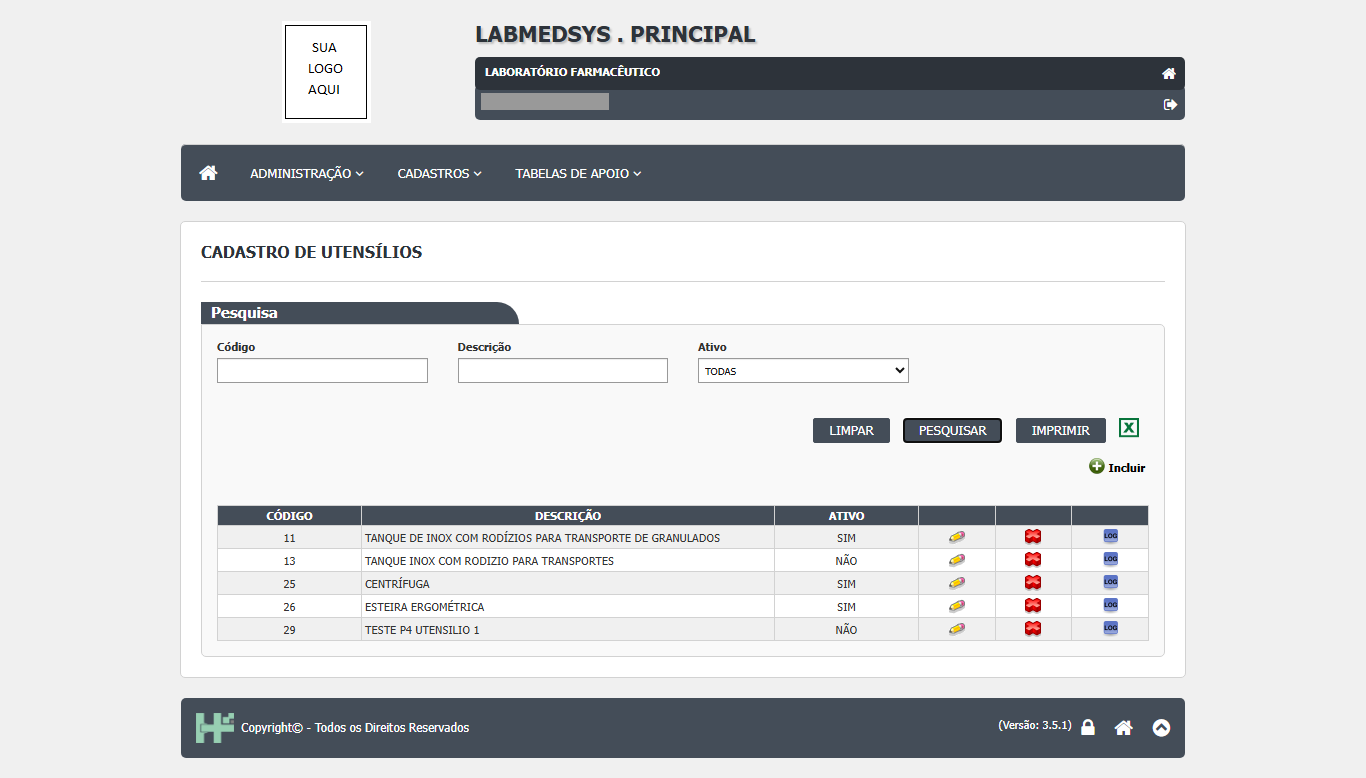 SUA
LOGO
AQUI
LABMEDSYS . PRINCIPAL
LABORATÓRIO FARMACÊUTICO
ADMINISTRAÇÃO CADASTROS TABELAS DE APOIO
CADASTRO DE UTENSÍLIOS
Pesquisa
Código Descrição Ativo
TODAS
LIMPAR PESQUISAR IMPRIMIR X
Incluir
CÓDIGO DESCRIÇÃO ATIVO
11 TANQUE DE INOX COM RODÍZIOS PARA TRANSPORTE DE GRANULADOS SIM LOG
13 TANQUE INOX COM RODIZIO PARA TRANSPORTES NÃO LOG
25 CENTRÍFUGA SIM LOG
26 ESTEIRA ERGOMÉTRICA SIM LOG
29 TESTE P4 UTENSILIO 1 NÃO LOG
Copyright© - Todos os Direitos Reservados (Versão: 3.5.1)